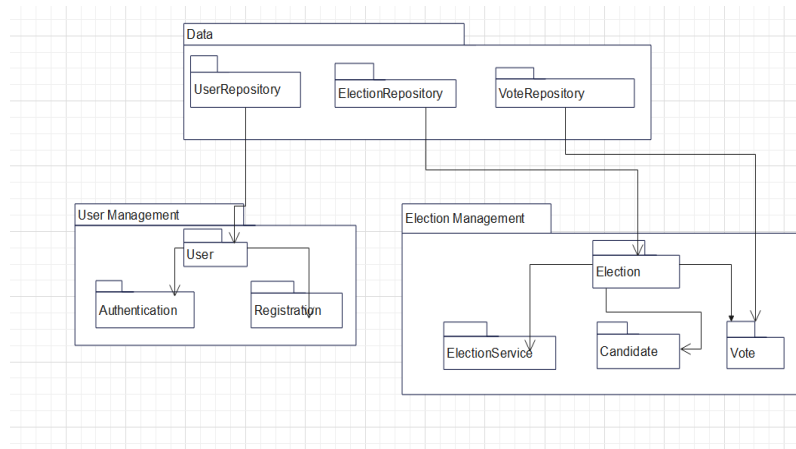 Data
UserRepository
ElectionRepository
VoteRepository
User Management
Election Management
User
Election
Authentication
Registration
ElectionService
Candidate
Vote